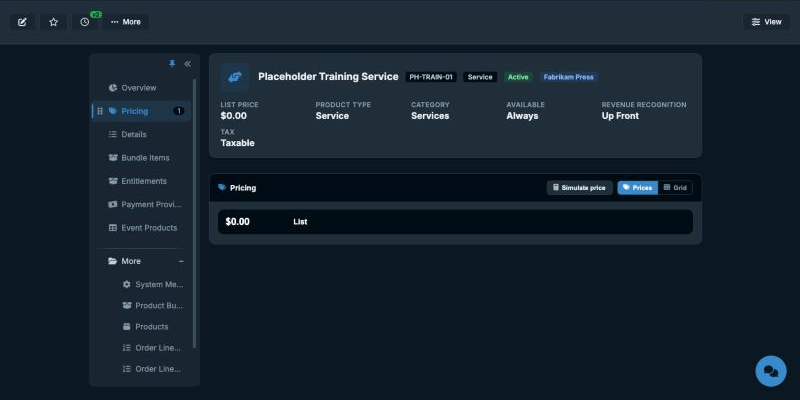 v3
More
View
Overview
Pricing
1
Details
Bundle Items
Entitlements
Payment Provi...
Event Products
More
System Me...
Product Bu...
Products
Order Line...
Order Line...
Placeholder Training Service
PH-TRAIN-01
Service
Active
Fabrikam Press
LIST PRICE
$0.00
PRODUCT TYPE
Service
CATEGORY
Services
AVAILABLE
Always
REVENUE RECOGNITION
Up Front
TAX
Taxable
Pricing
Simulate price
Prices
Grid
$0.00 List